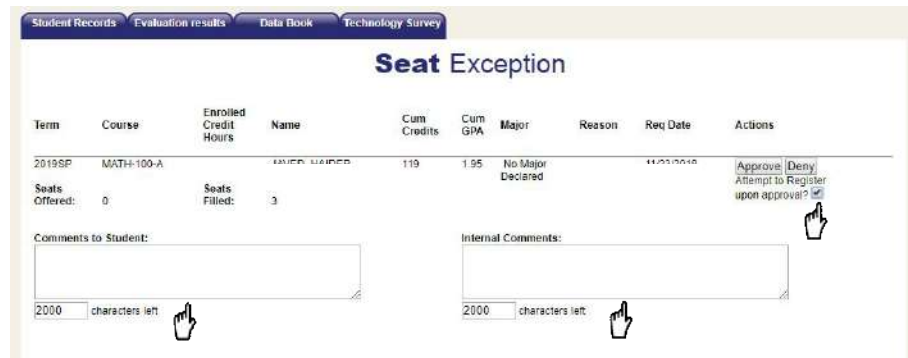 Student Records Evaluation results Data Book Technology Survey
Seat Exception
Term Course Enrolled Credit Hours Name Cum Credits Cum GPA Major Reason Req Date Actions
2019SP MATH-100-A 119 1.95 No Major Declared Approve Deny
Attempt to Register
upon approval?
Seats Offered: 0 Seats Filled: 3
Comments to Student: Internal Comments:
2000 characters left 2000 characters left